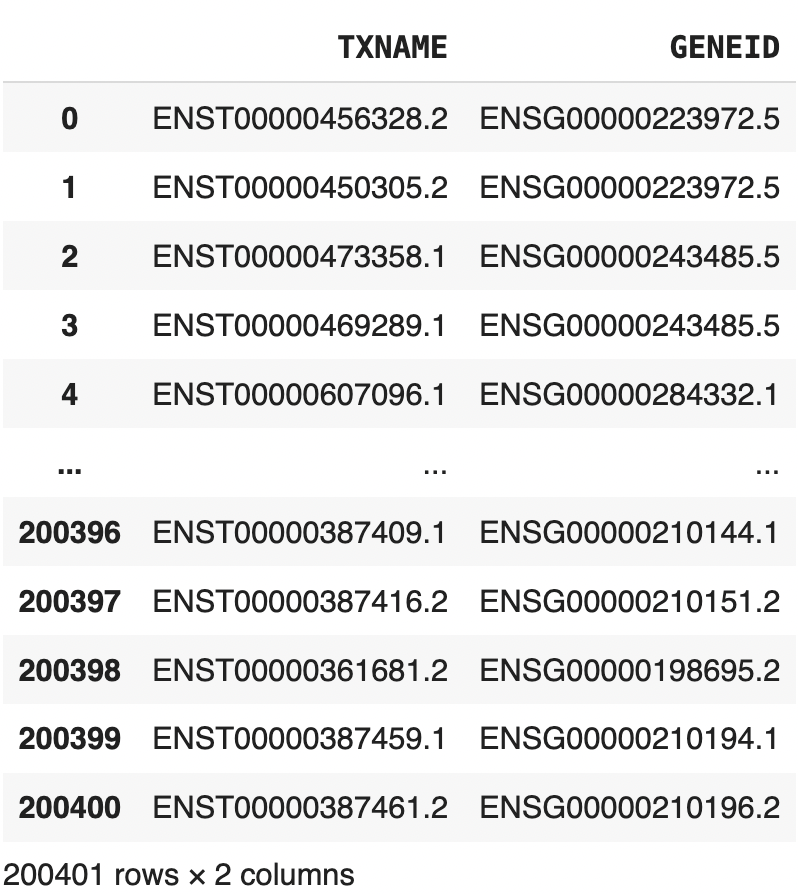 TXNAME GENEID
0 ENST00000456328.2 ENSG00000223972.5
1 ENST00000450305.2 ENSG00000223972.5
2 ENST00000473358.1 ENSG00000243485.5
3 ENST00000469289.1 ENSG00000243485.5
4 ENST00000607096.1 ENSG00000284332.1
... ... ...
200396 ENST00000387409.1 ENSG00000210144.1
200397 ENST00000387416.2 ENSG00000210151.2
200398 ENST00000361681.2 ENSG00000198695.2
200399 ENST00000387459.1 ENSG00000210194.1
200400 ENST00000387461.2 ENSG00000210196.2
200401 rows × 2 columns